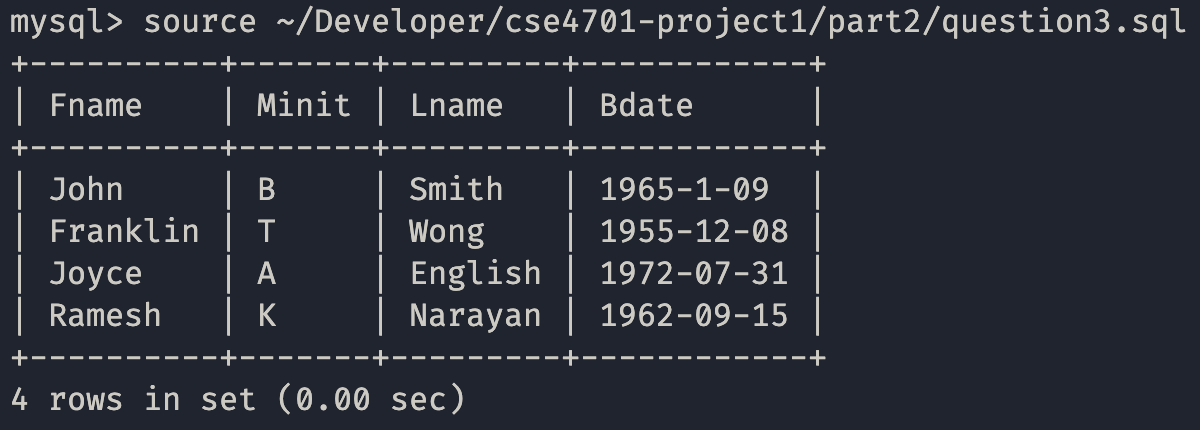 mysql> source ~/Developer/cse4701-project1/part2/question3.sql
+----------+-------+---------+------------+
| Fname    | Minit | Lname   | Bdate      |
+----------+-------+---------+------------+
| John     | B     | Smith   | 1965-1-09  |
| Franklin | T     | Wong    | 1955-12-08 |
| Joyce    | A     | English | 1972-07-31 |
| Ramesh   | K     | Narayan | 1962-09-15 |
+----------+-------+---------+------------+
4 rows in set (0.00 sec)